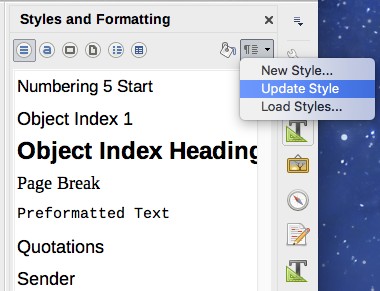 Styles and Formatting
New Style...
Update Style
Load Styles...
Numbering 5 Start
Object Index 1
Object Index Heading
Page Break
Preformatted Text
Quotations
Sender